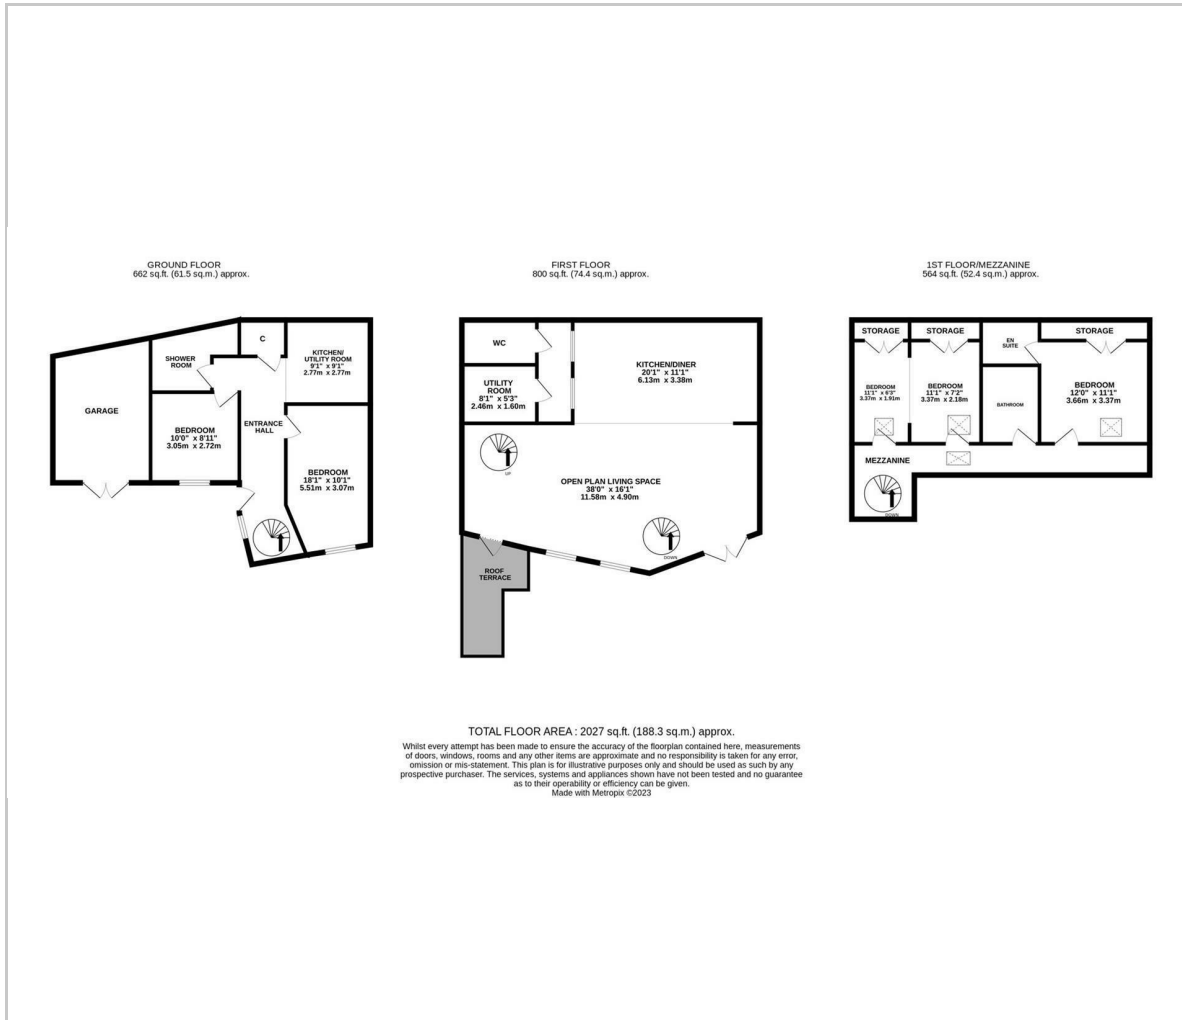 GROUND FLOOR
662 sq.ft. (61.5 sq.m.) approx.
C
SHOWER
ROOM
KITCHEN/
UTILITY ROOM
9'1" x 9'1"
2.77m x 2.77m
GARAGE
BEDROOM
10'0" x 8'11"
3.05m x 2.72m
ENTRANCE
HALL
BEDROOM
18'1" x 10'1"
5.51m x 3.07m
FIRST FLOOR
800 sq.ft. (74.4 sq.m.) approx.
WC
KITCHEN/DINER
20'1" x 11'1"
6.13m x 3.38m
UTILITY
ROOM
8'1" x 5'3"
2.46m x 1.60m
UP
OPEN PLAN LIVING SPACE
38'0" x 16'1"
11.58m x 4.90m
DOWN
ROOF
TERRACE
1ST FLOOR/MEZZANINE
564 sq.ft. (52.4 sq.m.) approx.
STORAGE
STORAGE
EN
SUITE
STORAGE
BEDROOM
11'1" x 6'3"
3.37m x 1.91m
BEDROOM
11'1" x 7'2"
3.37m x 2.18m
BATHROOM
BEDROOM
12'0" x 11'1"
3.66m x 3.37m
MEZZANINE
DOWN
TOTAL FLOOR AREA : 2027 sq.ft. (188.3 sq.m.) approx.
Whilst every attempt has been made to ensure the accuracy of the floorplan contained here, measurements
of doors, windows, rooms and any other items are approximate and no responsibility is taken for any error,
omission or mis-statement. This plan is for illustrative purposes only and should be used as such by any
prospective purchaser. The services, systems and appliances shown have not been tested and no guarantee
as to their operability or efficiency can be given.
Made with Metropix ©2023